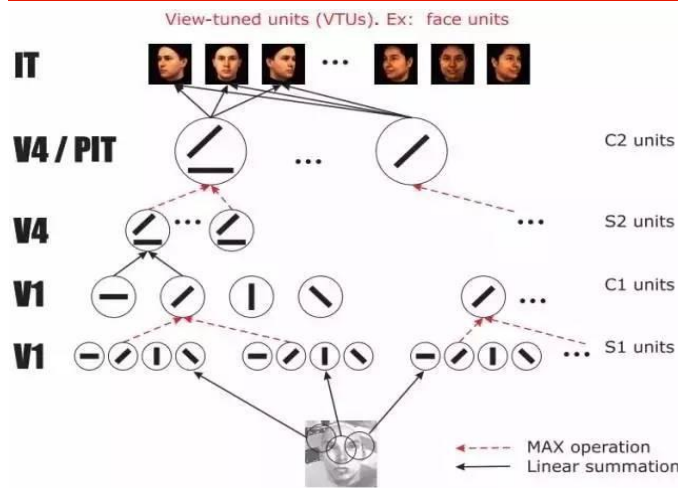 View-tuned units (VTUs). Ex: face units
IT
V4 / PIT
C2 units
V4
S2 units
V1
C1 units
V1
S1 units
MAX operation
Linear summation